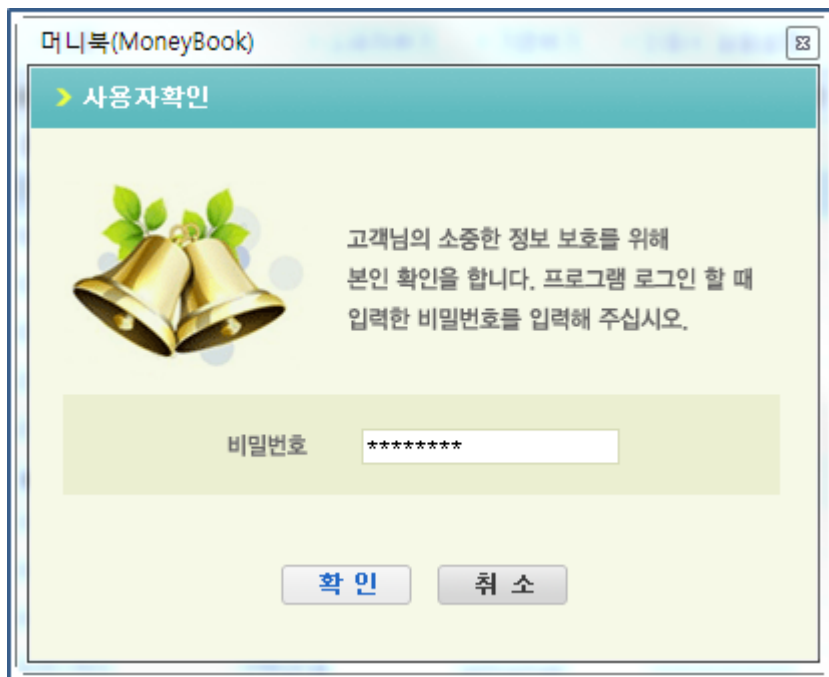 머니북(MoneyBook)
사용자확인
고객님의 소중한 정보 보호를 위해
본인 확인을 합니다. 프로그램 로그인 할 때
입력한 비밀번호를 입력해 주십시오.
비밀번호 ********
확 인 취 소